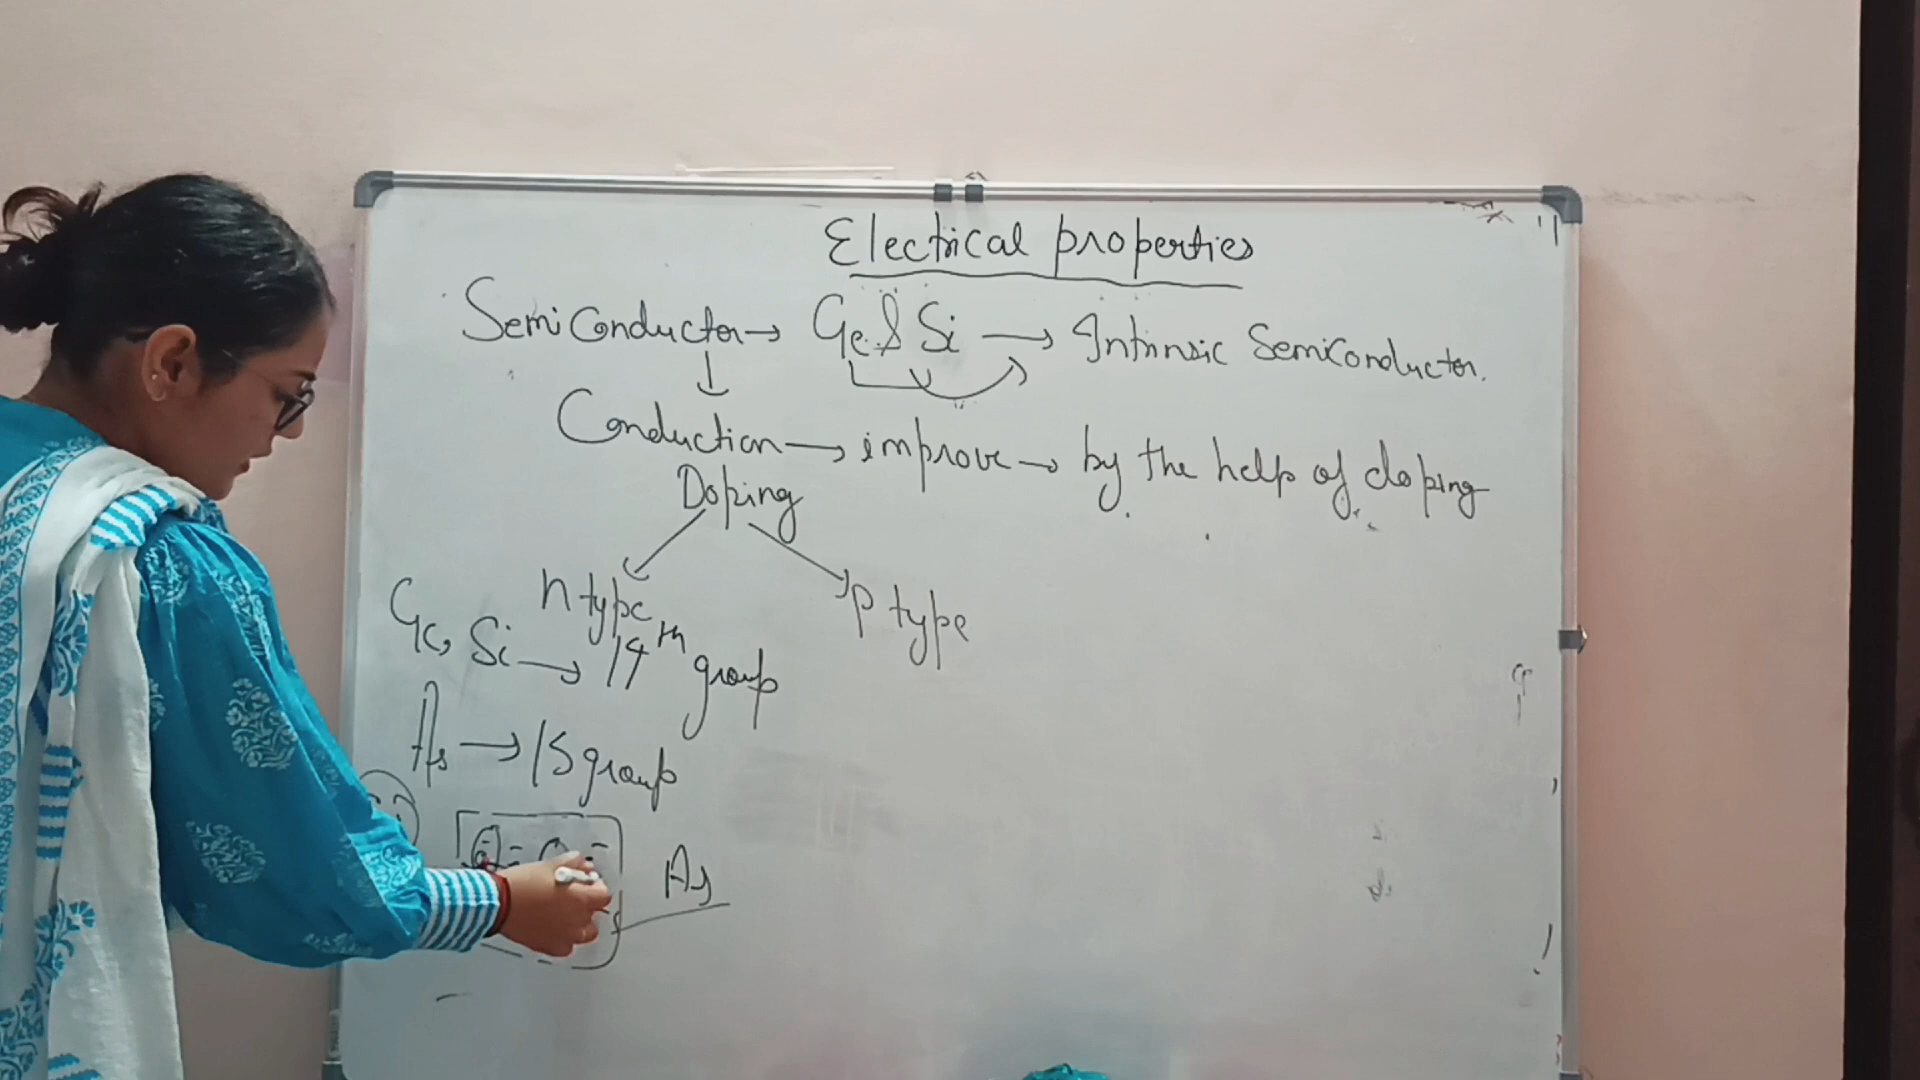 Electrical properties
Semiconductor → Ge & Si → Intrinsic Semiconductor.
Conduction → improve → by the help of doping
Doping
n type p type
Ge, Si → 14th group
As → 15 group
As